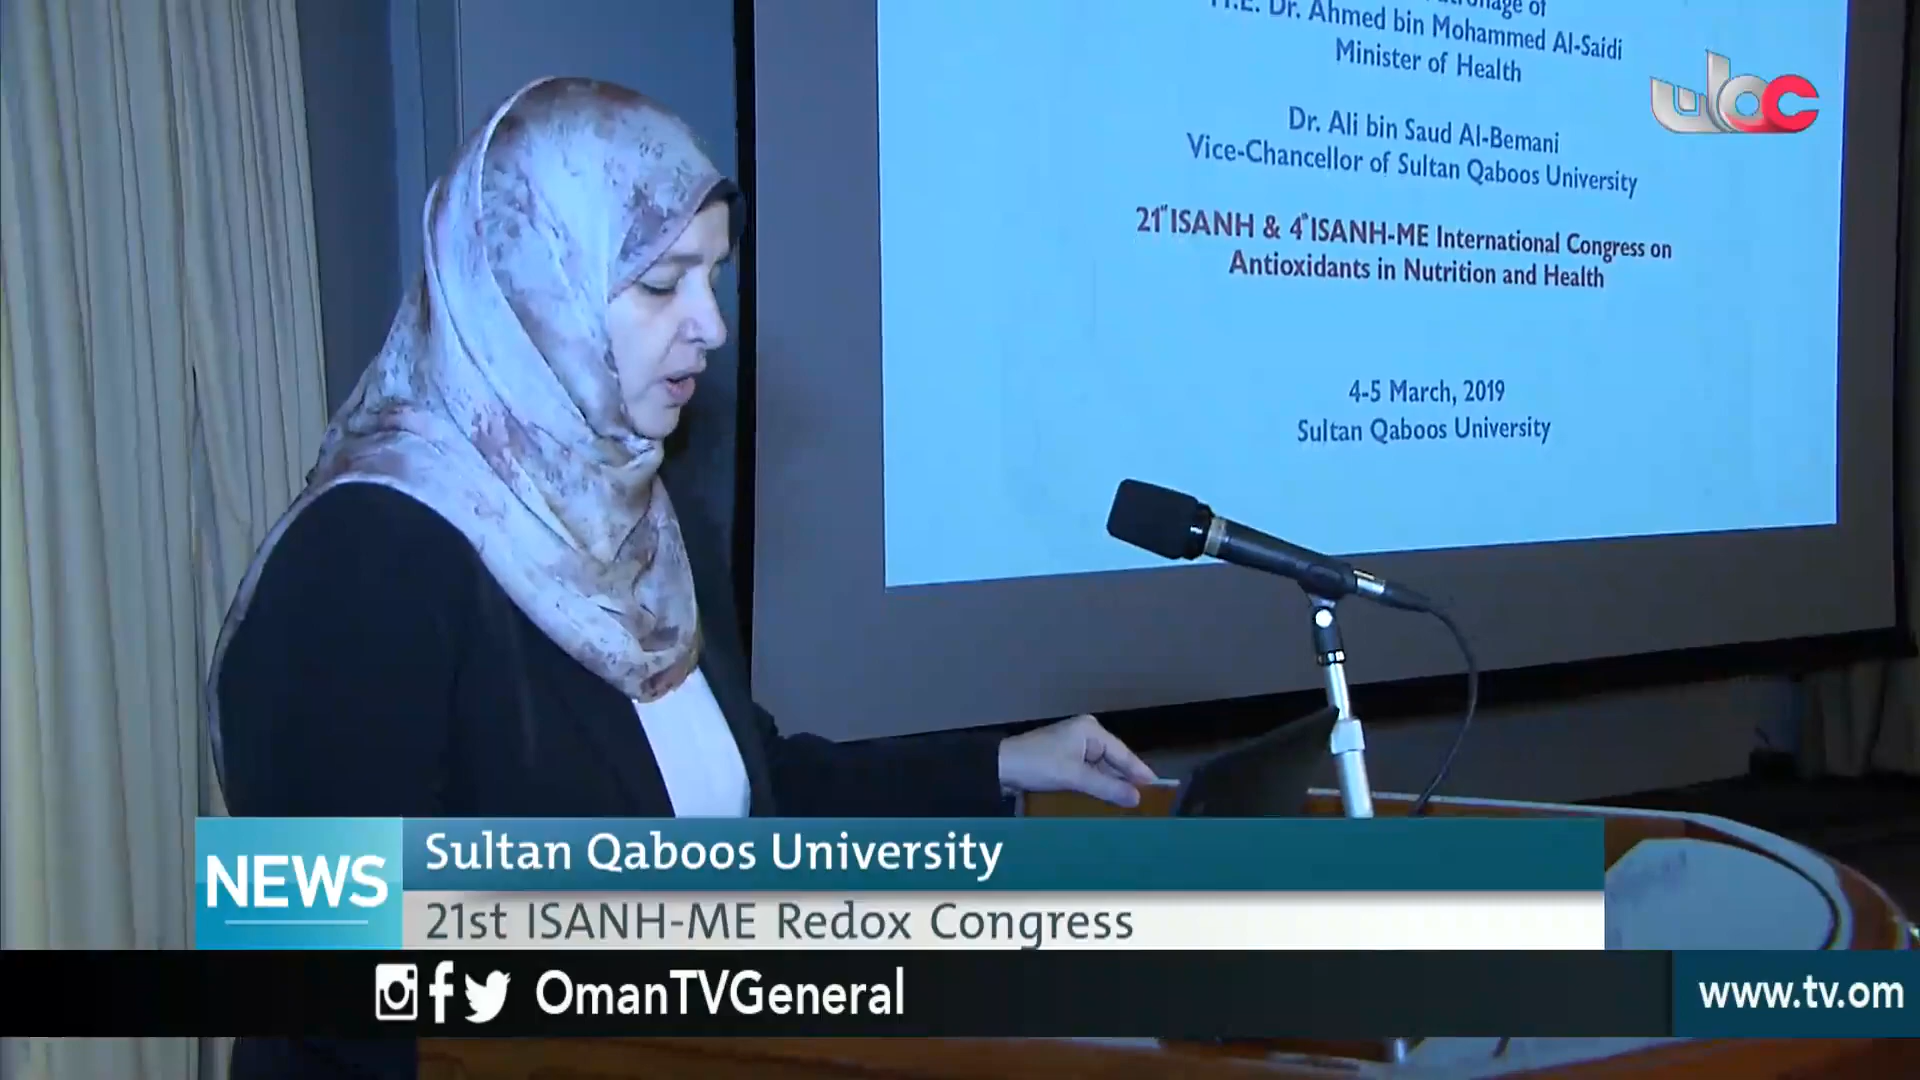 H.E. Dr. Ahmed bin Mohammed Al-Saidi
Minister of Health
Dr. Ali bin Saud Al-Bemani
Vice-Chancellor of Sultan Qaboos University
21st ISANH & 4th ISANH-ME International Congress on
Antioxidants in Nutrition and Health
4-5 March, 2019
Sultan Qaboos University
عمان
NEWS
Sultan Qaboos University
21st ISANH-ME Redox Congress
OmanTVGeneral
www.tv.om